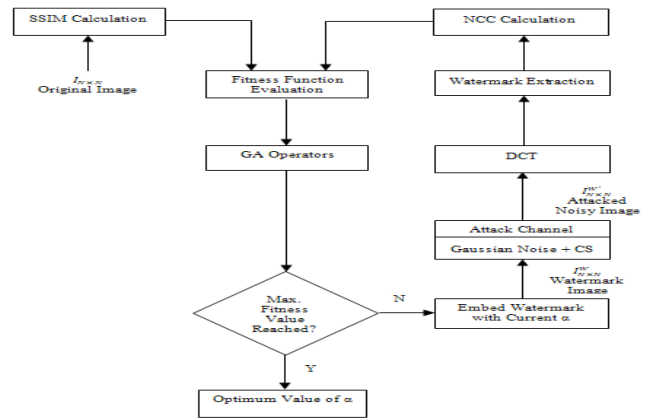 SSIM Calculation
NCC Calculation
I_{N×N}
Original Image
Fitness Function
Evaluation
Watermark Extraction
GA Operators
DCT
I^{W'}_{N×N}
Attacked
Noisy Image
Attack Channel
Gaussian Noise + CS
I^{W}_{N×N}
Watermark
Image
Max.
Fitness
Value
Reached?
N
Embed Watermark
with Current α
Y
Optimum Value of α